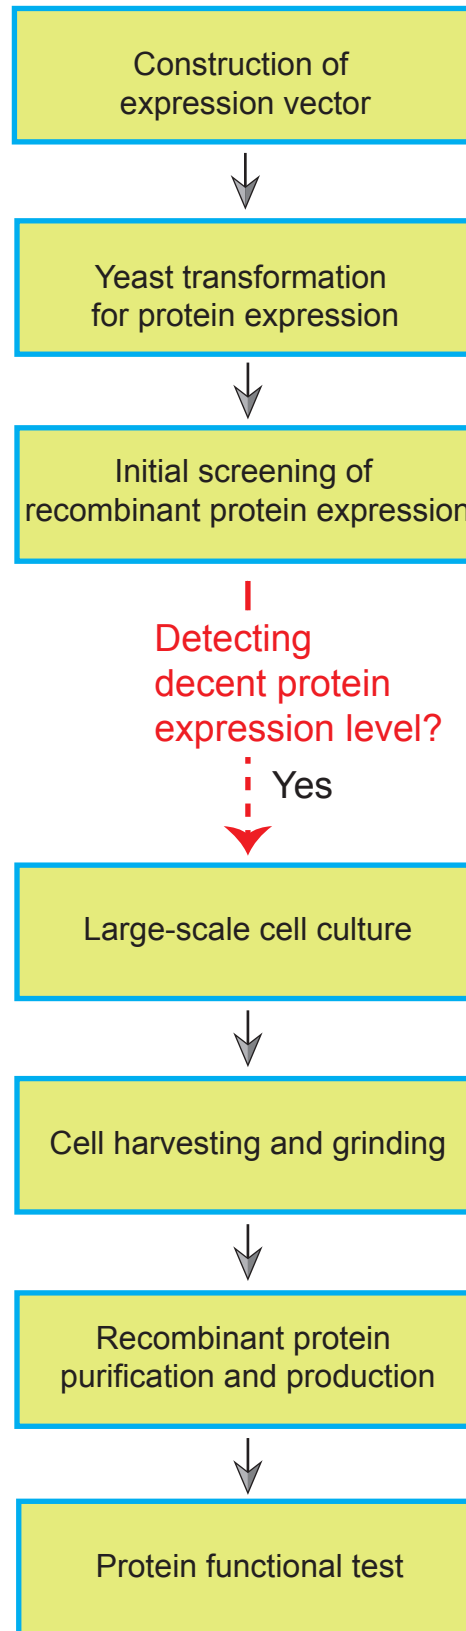 Construction of
expression vector
Yeast transformation
for protein expression
Initial screening of
recombinant protein expression
Detecting
decent protein
expression level?
Yes
Large-scale cell culture
Cell harvesting and grinding
Recombinant protein
purification and production
Protein functional test